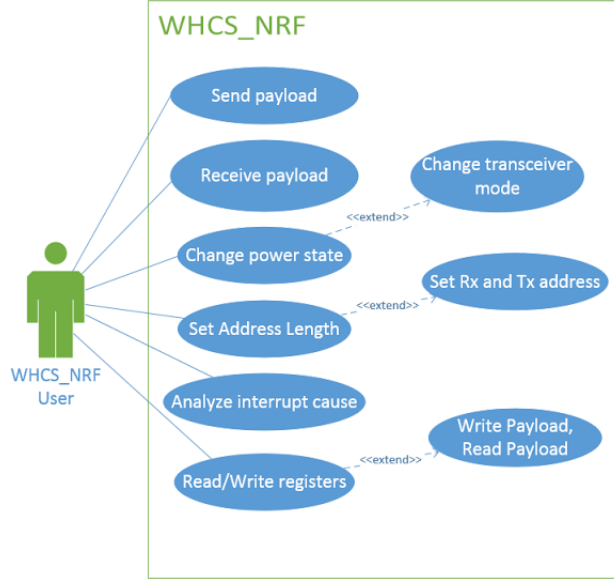 WHCS_NRF
Send payload
Receive payload
Change transceiver
mode
<<extend>>
Change power state
Set Rx and Tx address
<<extend>>
Set Address Length
WHCS_NRF
User
Analyze interrupt cause
Write Payload,
Read Payload
<<extend>>
Read/Write registers